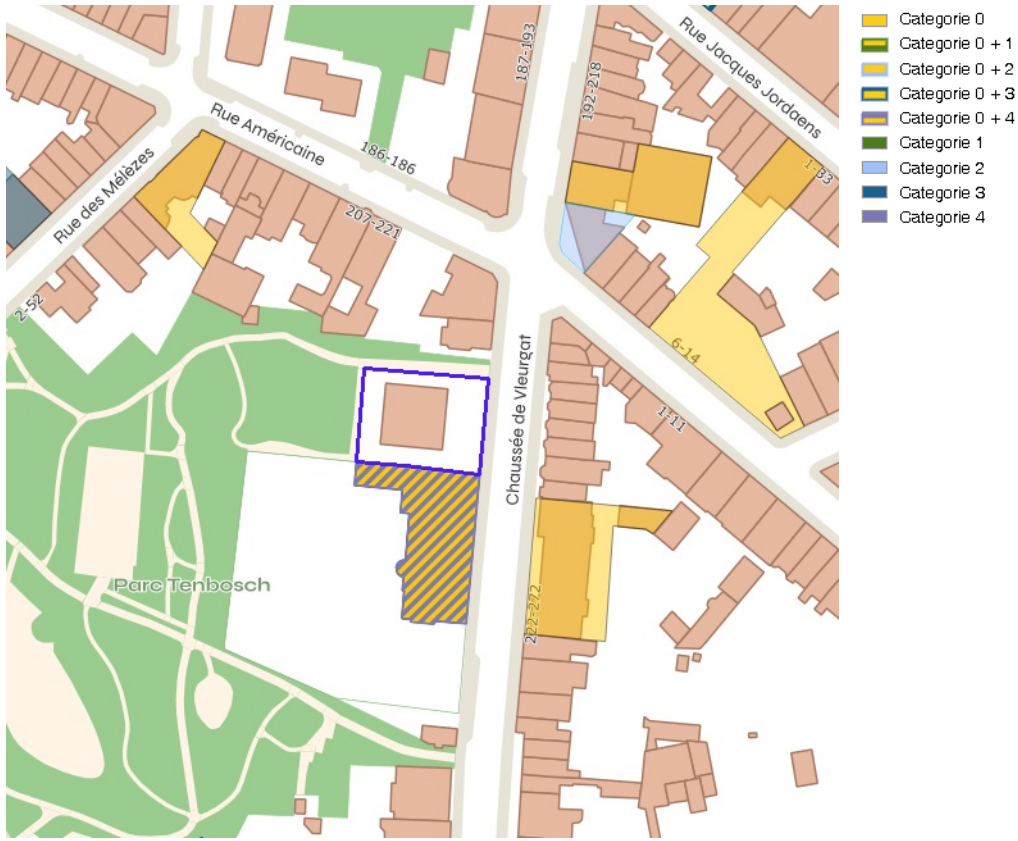 187-193
Rue Jacques Jordaens
192-218
Rue Américaine
186-186
1-33
Rue des Mélèzes
207-221
2-52
6-14
Chaussée de Vleurgat
1-11
Parc Tenbosch
222-272
Categorie 0
Categorie 0 + 1
Categorie 0 + 2
Categorie 0 + 3
Categorie 0 + 4
Categorie 1
Categorie 2
Categorie 3
Categorie 4